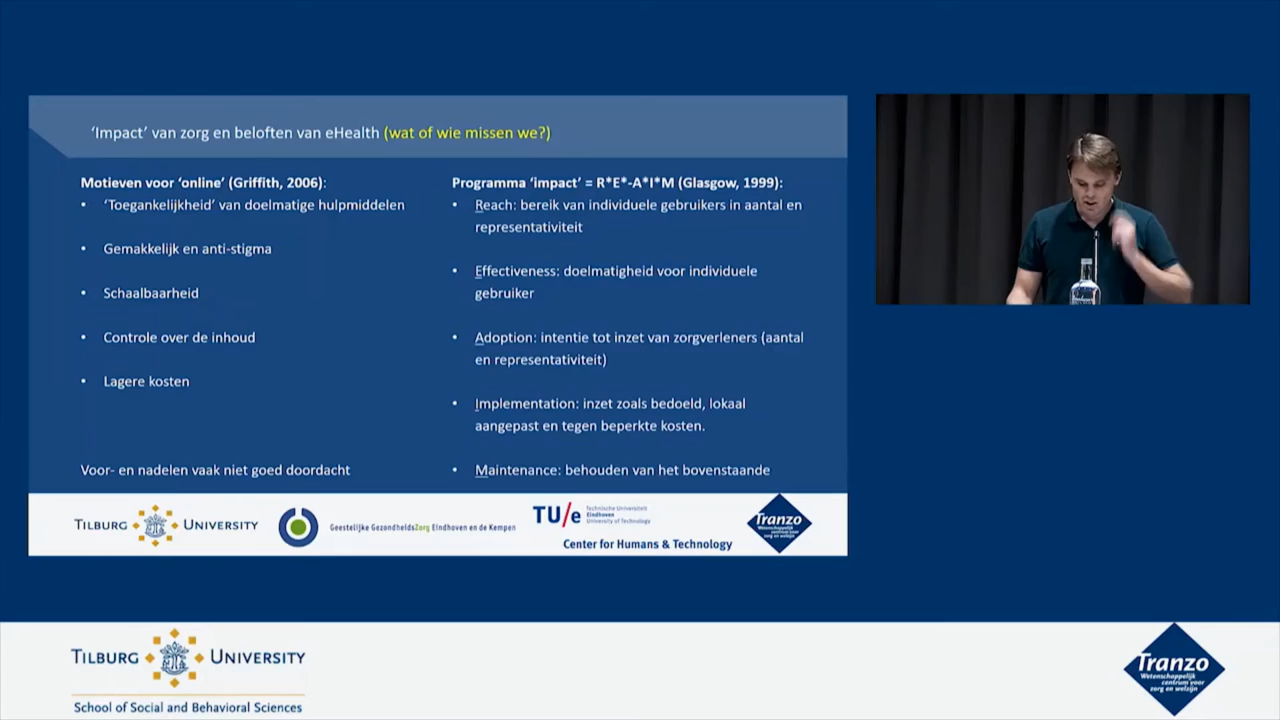 ‘Impact’ van zorg en beloften van eHealth (wat of wie missen we?)
Motieven voor ‘online’ (Griffith, 2006):
• ‘Toegankelijkheid’ van doelmatige hulpmiddelen
• Gemakkelijk en anti-stigma
• Schaalbaarheid
• Controle over de inhoud
• Lagere kosten
Voor- en nadelen vaak niet goed doordacht
Programma ‘impact’ = R*E*-A*I*M (Glasgow, 1999):
• Reach: bereik van individuele gebruikers in aantal en
representativiteit
• Effectiveness: doelmatigheid voor individuele
gebruiker
• Adoption: intentie tot inzet van zorgverleners (aantal
en representativiteit)
• Implementation: inzet zoals bedoeld, lokaal
aangepast en tegen beperkte kosten.
• Maintenance: behouden van het bovenstaande
TILBURG UNIVERSITY
Geestelijke GezondheidsZorg Eindhoven en de Kempen
TU/e
Technische Universiteit
Eindhoven
University of Technology
Center for Humans & Technology
Tranzo
Wetenschappelijk
centrum voor
zorg en welzijn
TILBURG UNIVERSITY
School of Social and Behavioral Sciences
Tranzo
Wetenschappelijk
centrum voor
zorg en welzijn